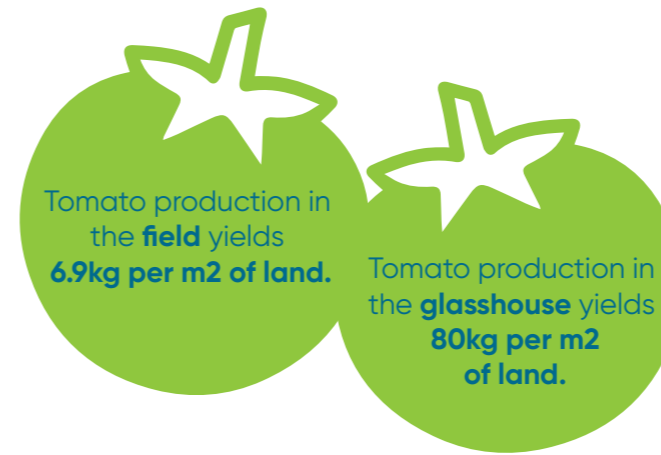 Tomato production in
the field yields
6.9kg per m2 of land.
Tomato production in
the glasshouse yields
80kg per m2
of land.